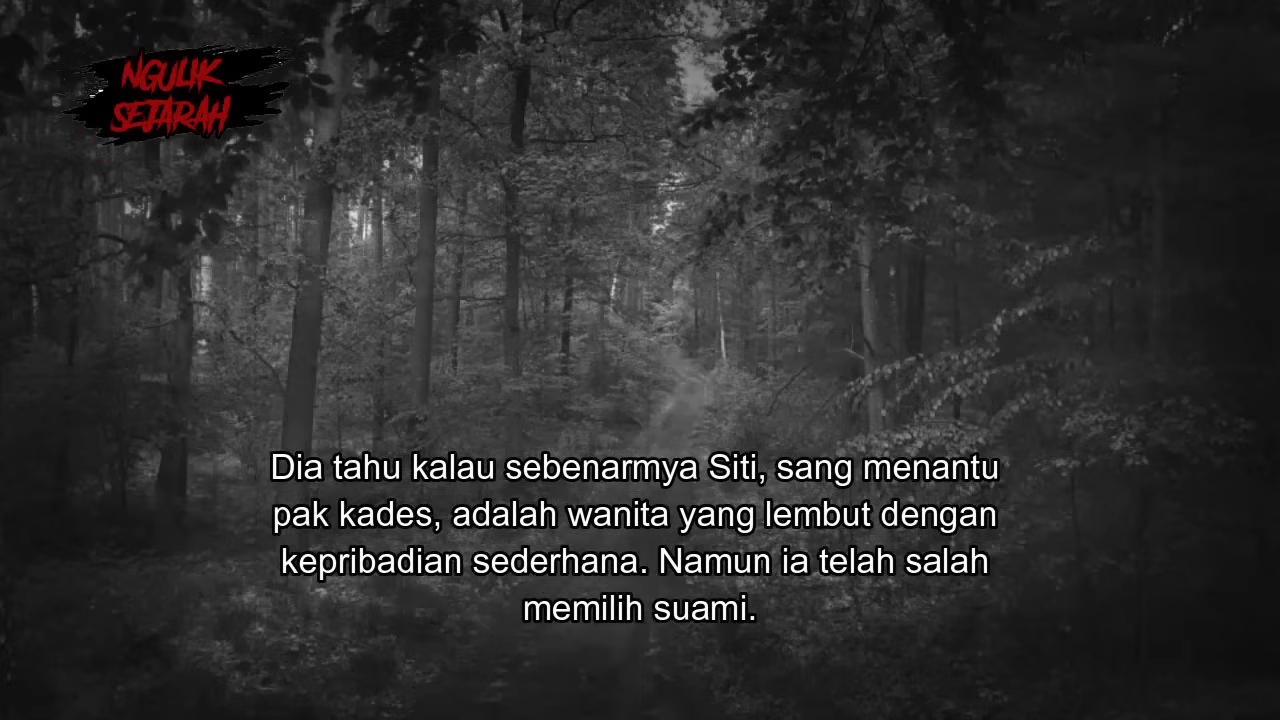 NGULIK
SEJARAH
Dia tahu kalau sebenarmya Siti, sang menantu
pak kades, adalah wanita yang lembut dengan
kepribadian sederhana. Namun ia telah salah
memilih suami.